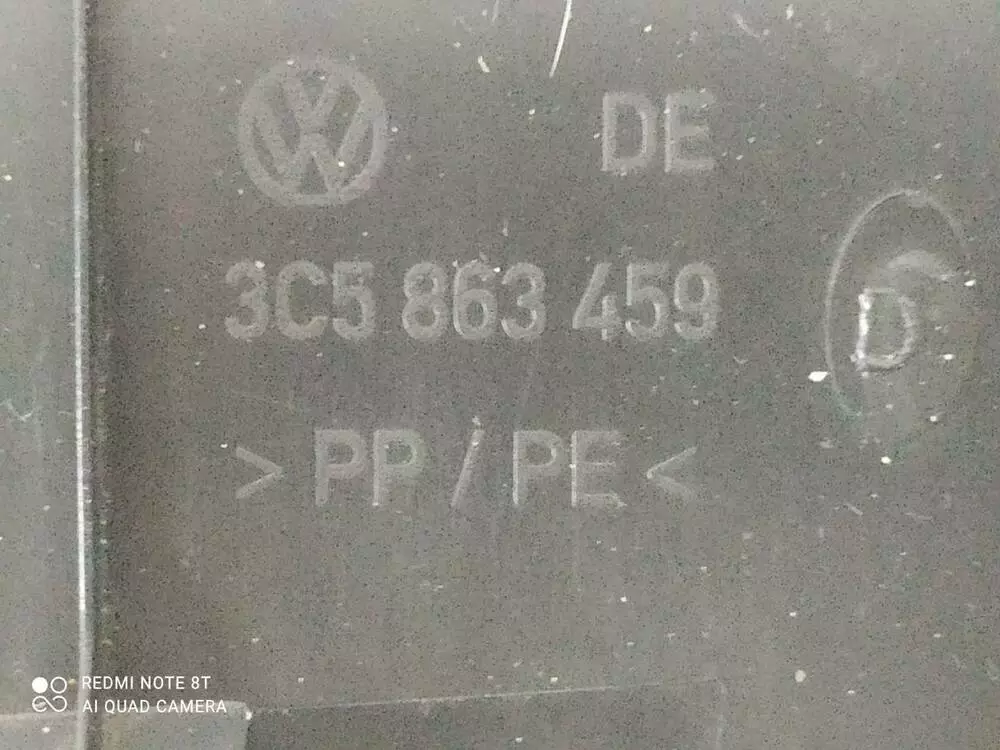 DE
3C5 863 459
D
>PP/PE<
REDMI NOTE 8T
AI QUAD CAMERA